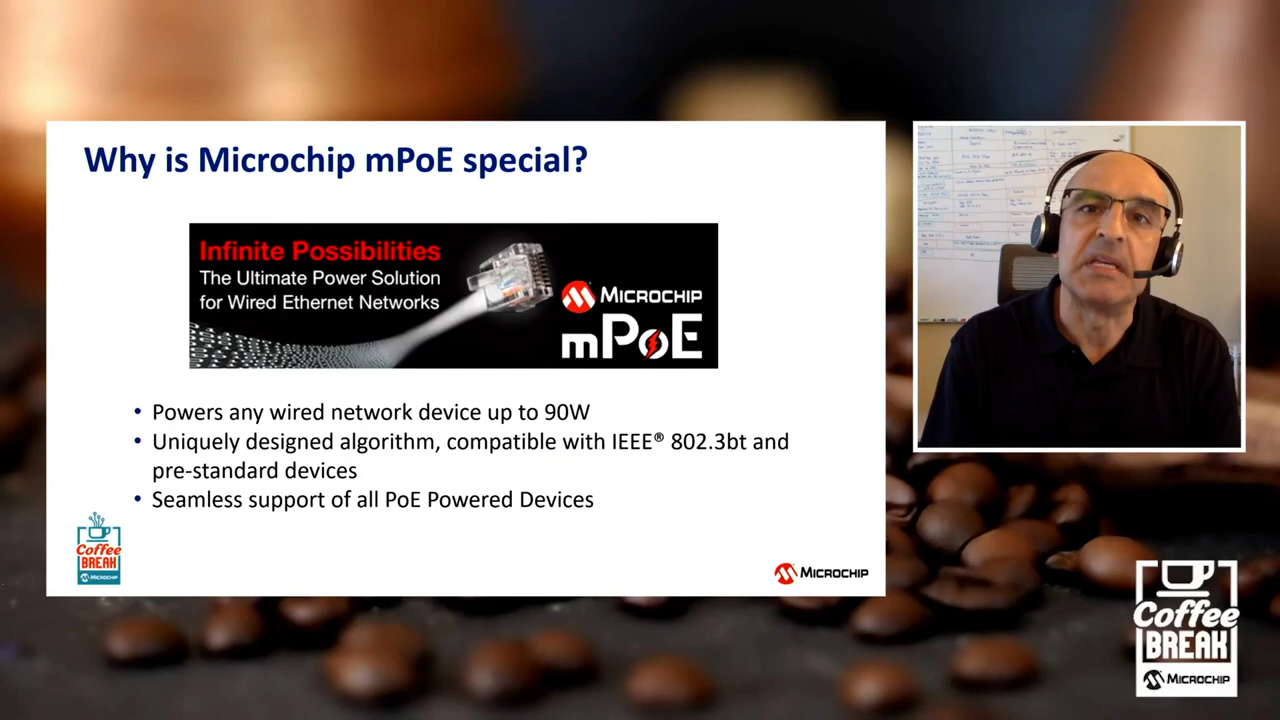 Why is Microchip mPoE special?
Infinite Possibilities
The Ultimate Power Solution
for Wired Ethernet Networks
MICROCHIP
mPoE
• Powers any wired network device up to 90W
• Uniquely designed algorithm, compatible with IEEE® 802.3bt and
pre-standard devices
• Seamless support of all PoE Powered Devices
Coffee
BREAK
MICROCHIP
MICROCHIP
Coffee
BREAK
MICROCHIP